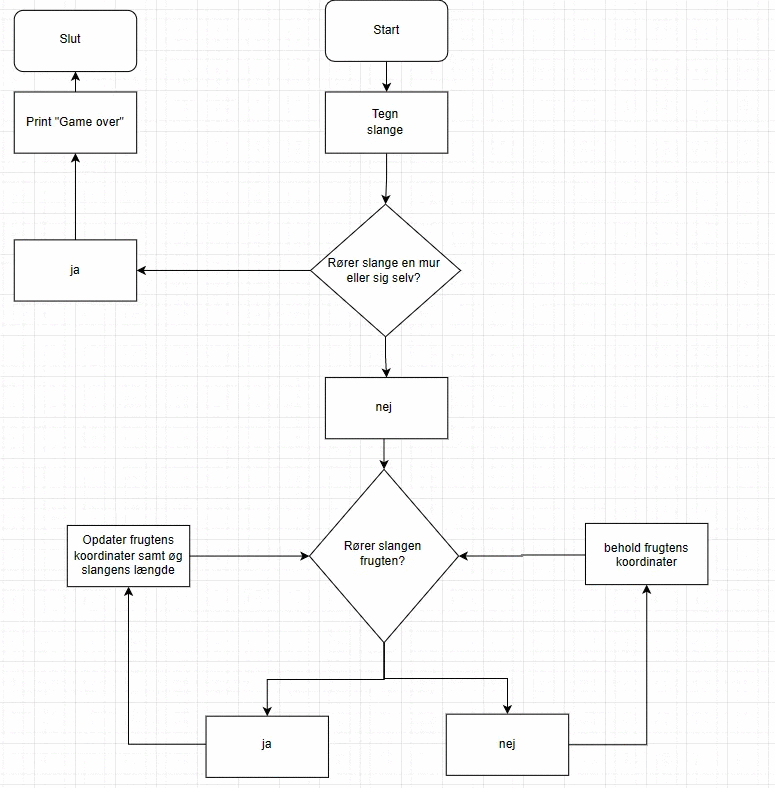 Slut
Start
Print "Game over"
Tegn
slange
Rører slange en mur
eller sig selv?
ja
nej
Rører slangen
frugten?
Opdater frugtens
koordinater samt øg
slangens længde
behold frugtens
koordinater
ja
nej